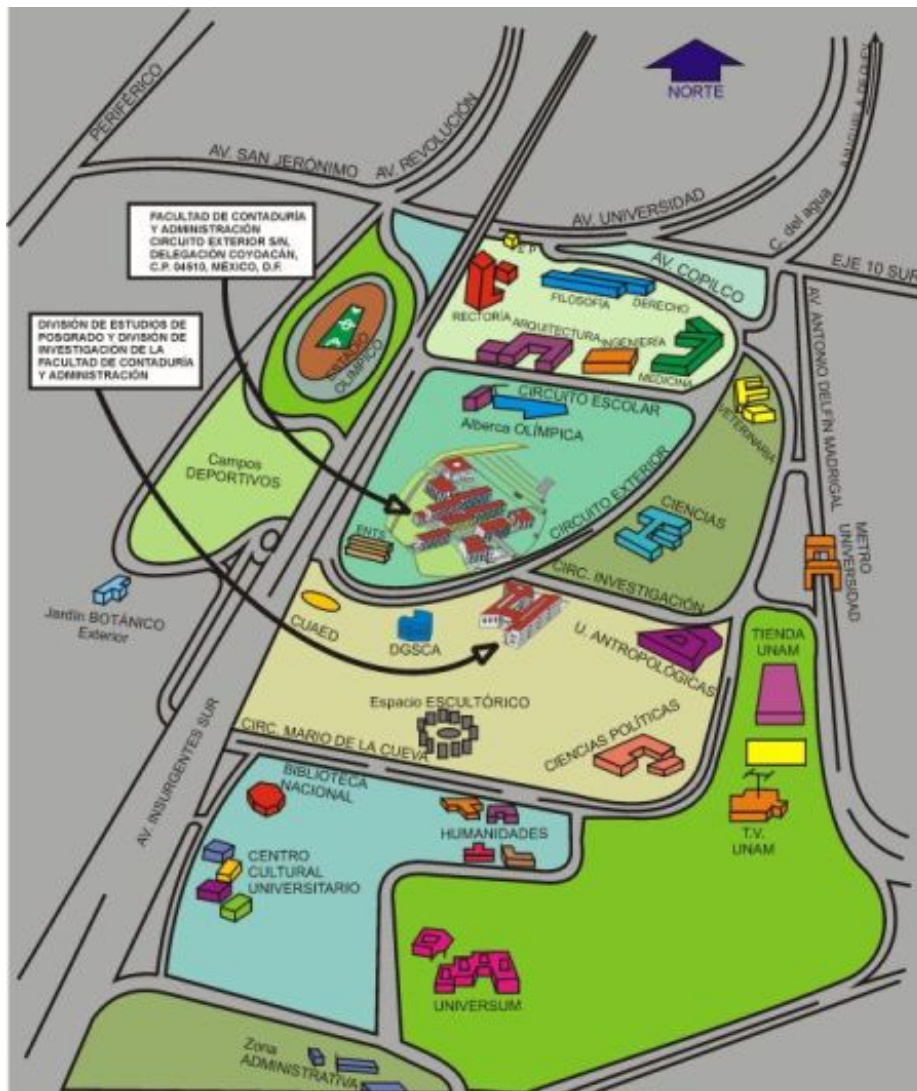 NORTE
PERIFÉRICO
AV. SAN JERÓNIMO
AV. REVOLUCIÓN
AV. UNIVERSIDAD
C. del agua
EJE 10 SUR
AV. COPILCO
FACULTAD DE CONTADURÍA
Y ADMINISTRACIÓN
CIRCUITO EXTERIOR S/N,
DELEGACIÓN COYOACÁN,
C.P. 04510, MÉXICO, D.F.
DIVISIÓN DE ESTUDIOS DE
POSGRADO Y DIVISIÓN DE
INVESTIGACIÓN DE LA
FACULTAD DE CONTADURÍA
Y ADMINISTRACIÓN
ESTADIO
OLÍMPICO
RECTORÍA
FILOSOFÍA
DERECHO
ARQUITECTURA
INGENIERÍA
MEDICINA
AV. ANTONIO DELFÍN MADRIGAL
VETERINARIA
CIRCUITO ESCOLAR
Alberca OLÍMPICA
Campos
DEPORTIVOS
CIRCUITO EXTERIOR
CIENCIAS
ENTS
CIRC. INVESTIGACIÓN
METRO
UNIVERSIDAD
Jardín BOTÁNICO
Exterior
CUAED
DGSCA
U. ANTROPOLÓGICAS
TIENDA
UNAM
Espacio ESCULTÓRICO
CIRC. MARIO DE LA CUEVA
CIENCIAS POLÍTICAS
AV. INSURGENTES SUR
BIBLIOTECA
NACIONAL
HUMANIDADES
T.V.
UNAM
CENTRO
CULTURAL
UNIVERSITARIO
UNIVERSUM
Zona
ADMINISTRATIVA